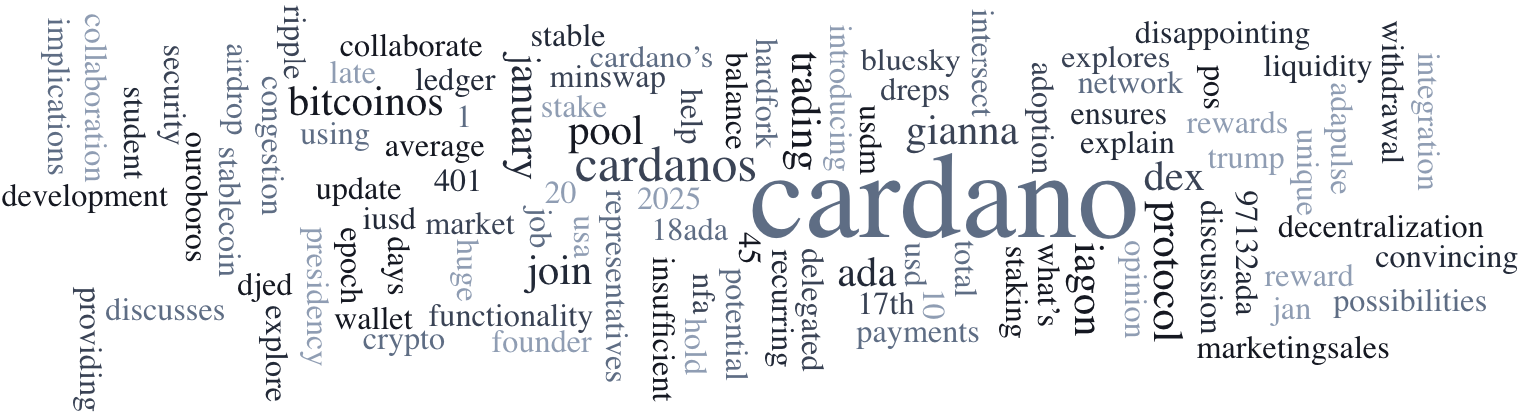 implications
collaboration
student
security
ouroboros
development
providing
discusses
airdrop
stablecoin
congestion
ripple
collaborate
late
ledger
bitcoinos
1
using
average
update
401
iusd
market
djed
explore
presidency
epoch
days
wallet
functionality
crypto
founder
huge
january
stable
cardano's
minswap
stake
pool
help
balance
hardfork
cardanos
20
2025
18ada
job
usa
join
representatives
insufficient
nfa
hold
potential
45
recurring
delegated
trading
introducing
usdm
bluesky
dreps
gianna
intersect
cardano
ada
usd
17th
10
payments
total
staking
what's
iagon
opinion
adoption
explores
network
ensures
explain
disappointing
pos
liquidity
rewards
trump
unique
adapulse
withdrawal
integration
dex
protocol
discussion
97132ada
decentralization
convincing
reward
jan
possibilities
marketingsales